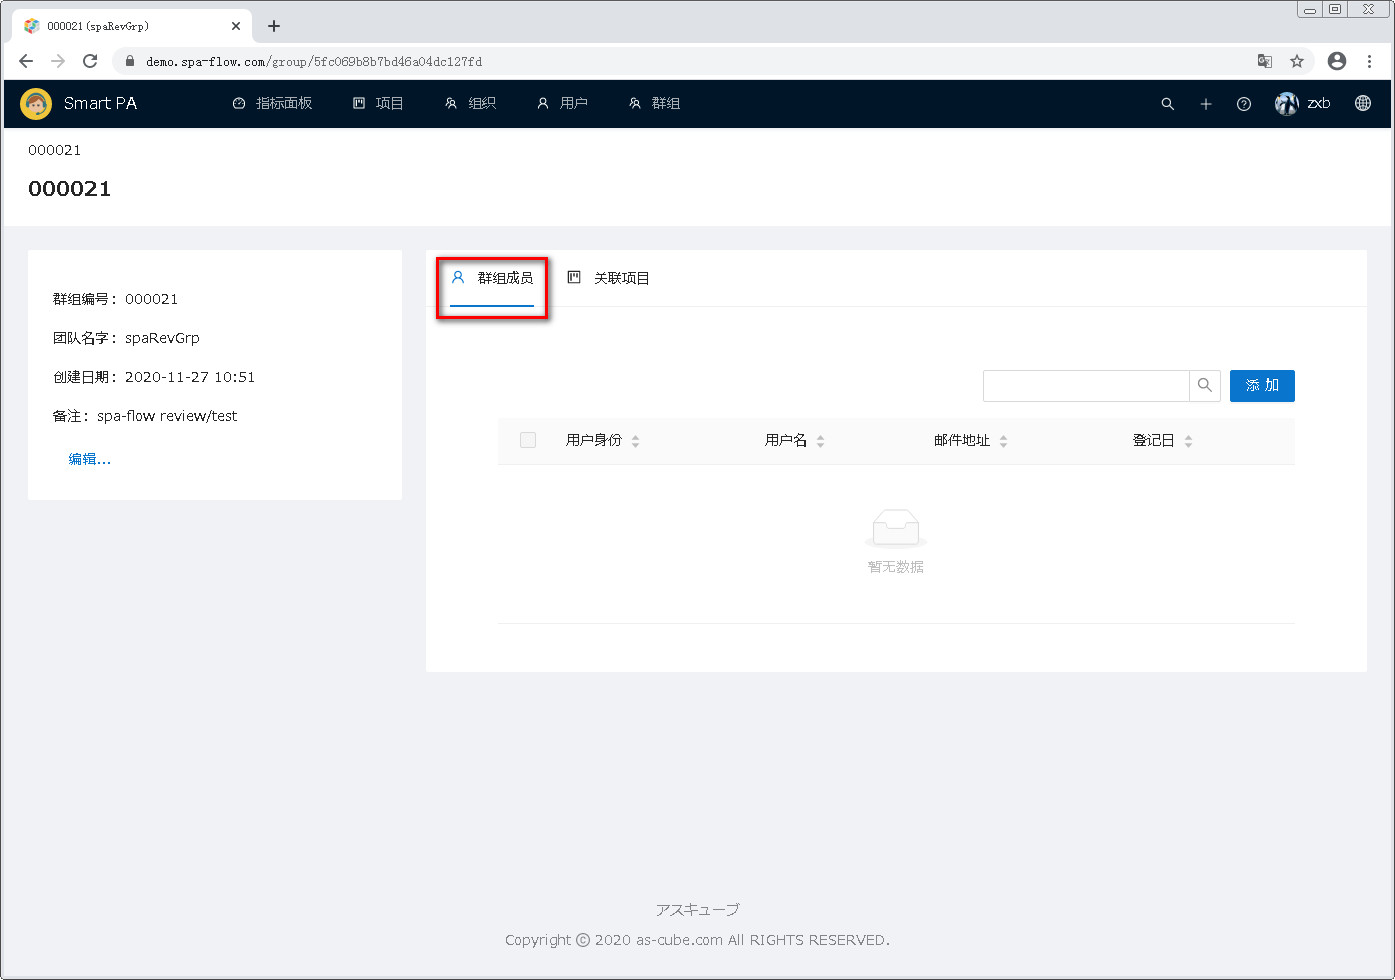 000021(spaRevGrp)
demo.spa-flow.com/group/5fc069b8b7bd46a04dc127fd
Smart PA 指标面板 项目 组织 用户 群组 zxb
000021
000021
群组编号：000021
团队名字：spaRevGrp
创建日期：2020-11-27 10:51
备注：spa-flow review/test
编辑...
群组成员 关联项目
添 加
用户身份 用户名 邮件地址 登记日
暂无数据
アスキューブ
Copyright © 2020 as-cube.com All RIGHTS RESERVED.